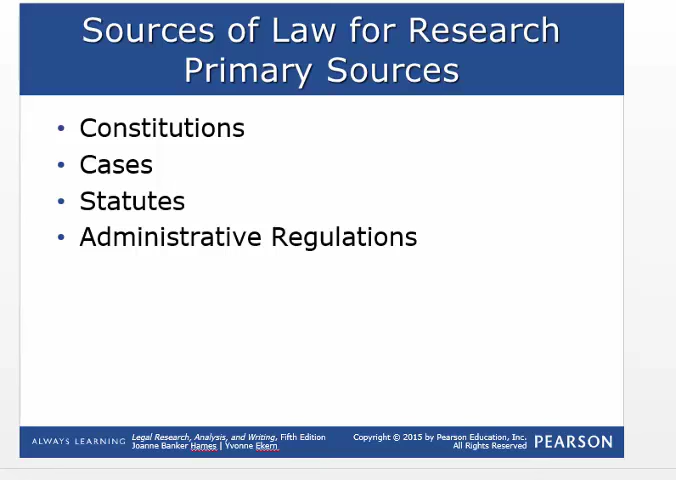 Sources of Law for Research
Primary Sources
• Constitutions
• Cases
• Statutes
• Administrative Regulations
ALWAYS LEARNING
Legal Research, Analysis, and Writing, Fifth Edition
Joanne Banker Hames | Yvonne Ekern
Copyright © 2015 by Pearson Education, Inc.
All Rights Reserved
PEARSON